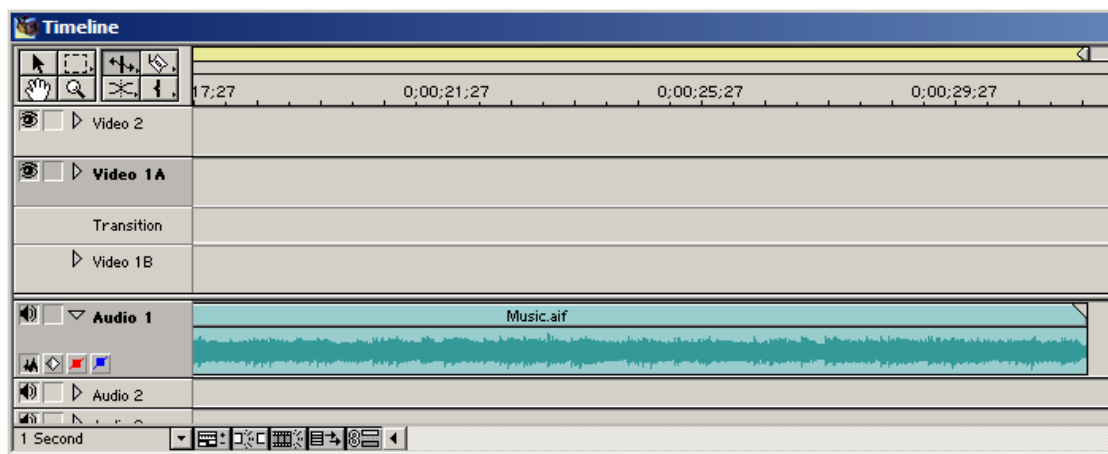 Timeline
17;27 0;00;21;27 0;00;25;27 0;00;29;27
Video 2
Video 1A
Transition
Video 1B
Audio 1 Music.aif
Audio 2
1 Second